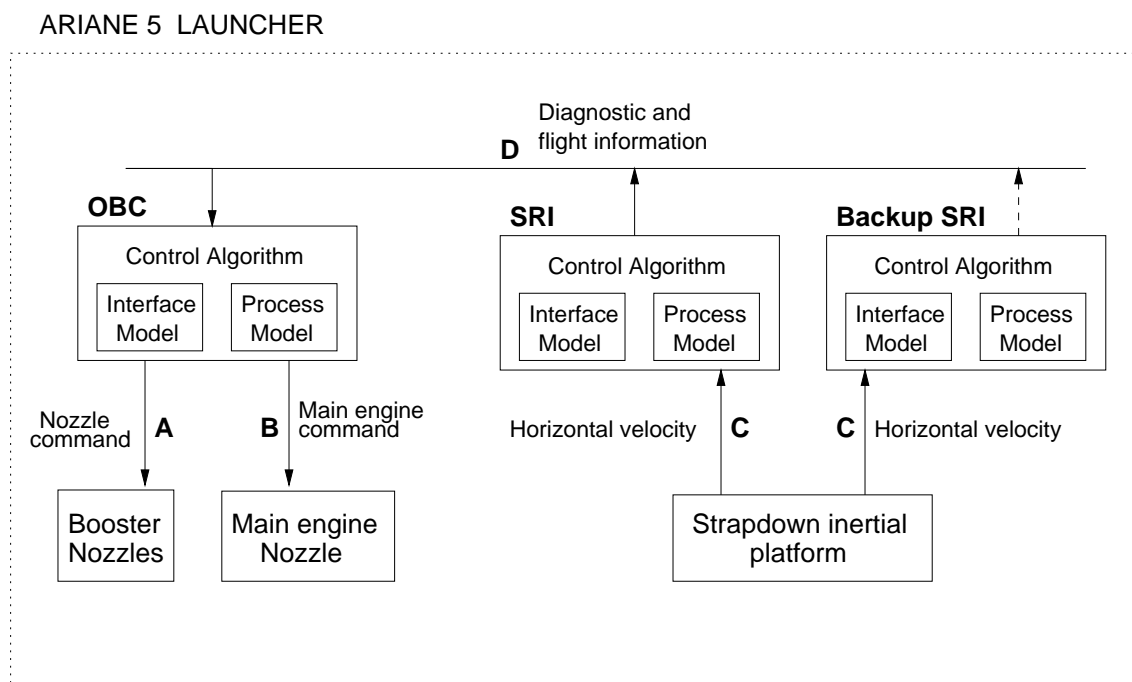 ARIANE 5 LAUNCHER
Diagnostic and
flight information
D
OBC
Control Algorithm
Interface
Model
Process
Model
SRI
Control Algorithm
Interface
Model
Process
Model
Backup SRI
Control Algorithm
Interface
Model
Process
Model
Nozzle
command
A
B
Main engine
command
Horizontal velocity
C
C
Horizontal velocity
Booster
Nozzles
Main engine
Nozzle
Strapdown inertial
platform